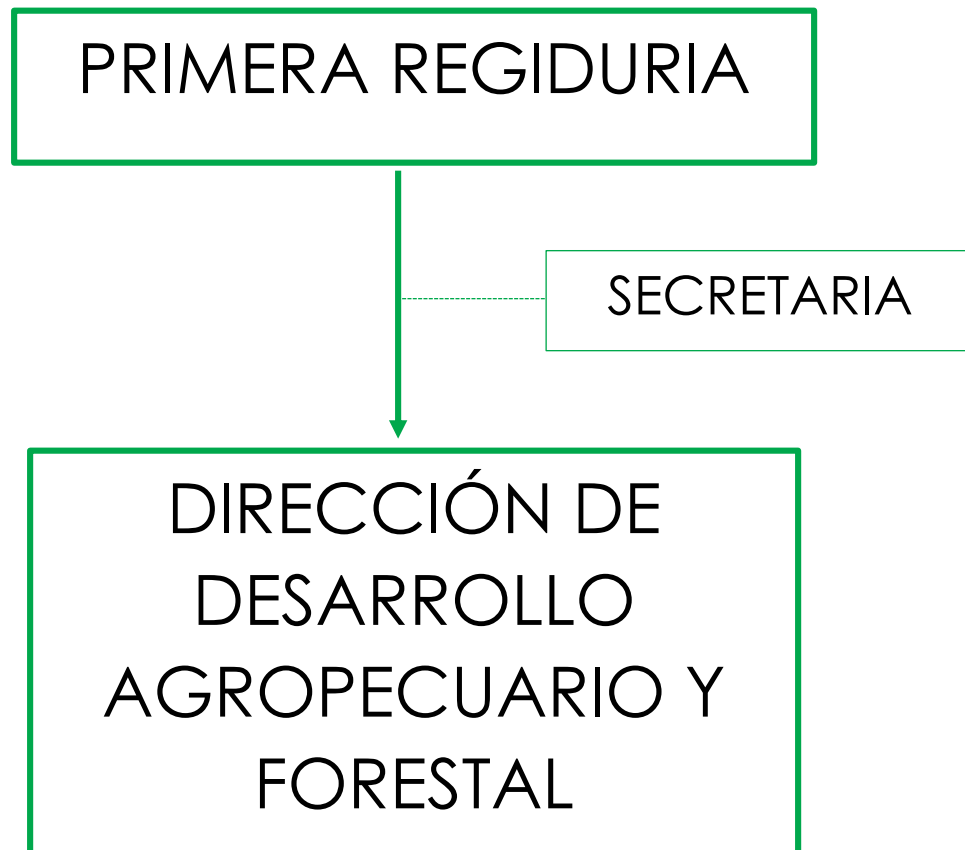 PRIMERA REGIDURIA
SECRETARIA
DIRECCIÓN DE
DESARROLLO
AGROPECUARIO Y
FORESTAL